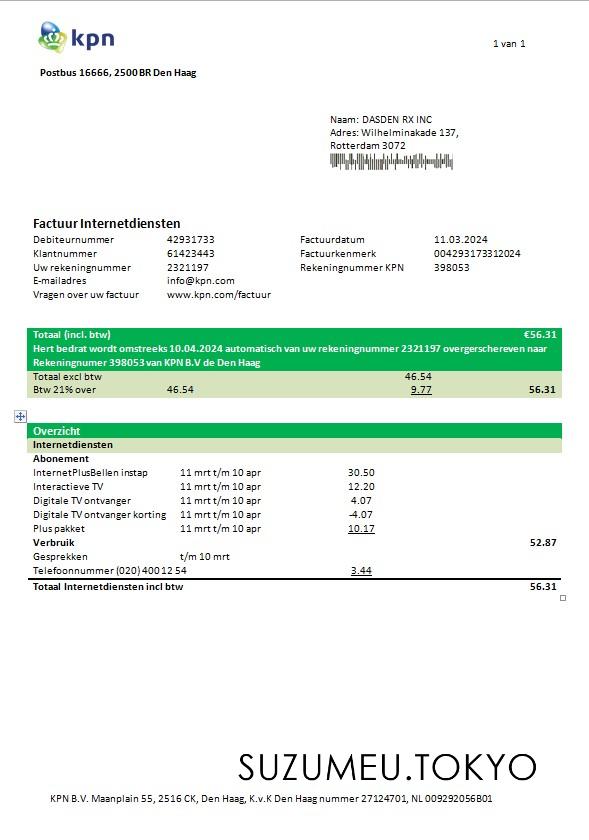 kpn
1 van 1
Postbus 16666, 2500 BR Den Haag
Naam: DASDEN RX INC
Adres: Wilhelminakade 137,
Rotterdam 3072
Factuur Internetdiensten
Debiteurnummer 42931733 Factuurdatum 11.03.2024
Klantnummer 61423443 Factuurkenmerk 004293173312024
Uw rekeningnummer 2321197 Rekeningnummer KPN 398053
E-mailadres info@kpn.com
Vragen over uw factuur www.kpn.com/factuur
Totaal (incl. btw) €56.31
Hert bedrat wordt omstreeks 10.04.2024 automatisch van uw rekeningnummer 2321197 overgerschereven naar
Rekeningnumer 398053 van KPN B.V de Den Haag
Totaal excl btw 46.54
Btw 21% over 46.54 9.77 56.31
Overzicht
Internetdiensten
Abonement
InternetPlusBellen instap 11 mrt t/m 10 apr 30.50
Interactieve TV 11 mrt t/m 10 apr 12.20
Digitale TV ontvanger 11 mrt t/m 10 apr 4.07
Digitale TV ontvanger korting 11 mrt t/m 10 apr -4.07
Plus pakket 11 mrt t/m 10 apr 10.17
Verbruik 52.87
Gesprekken t/m 10 mrt
Telefoonnummer (020) 400 12 54 3.44
Totaal Internetdiensten incl btw 56.31
SUZUMEU.TOKYO
KPN B.V. Maanplain 55, 2516 CK, Den Haag, K.v.K Den Haag nummer 27124701, NL 009292056B01